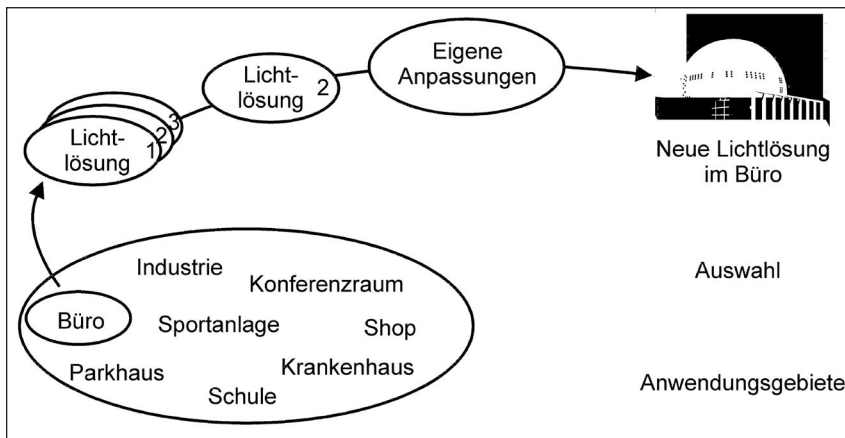 Eigene
Anpassungen
Licht-
lösung 2
Licht-
lösung 1
2
3
Neue Lichtlösung
im Büro
Industrie
Konferenzraum
Auswahl
Büro
Sportanlage
Shop
Parkhaus
Krankenhaus
Schule
Anwendungsgebiete